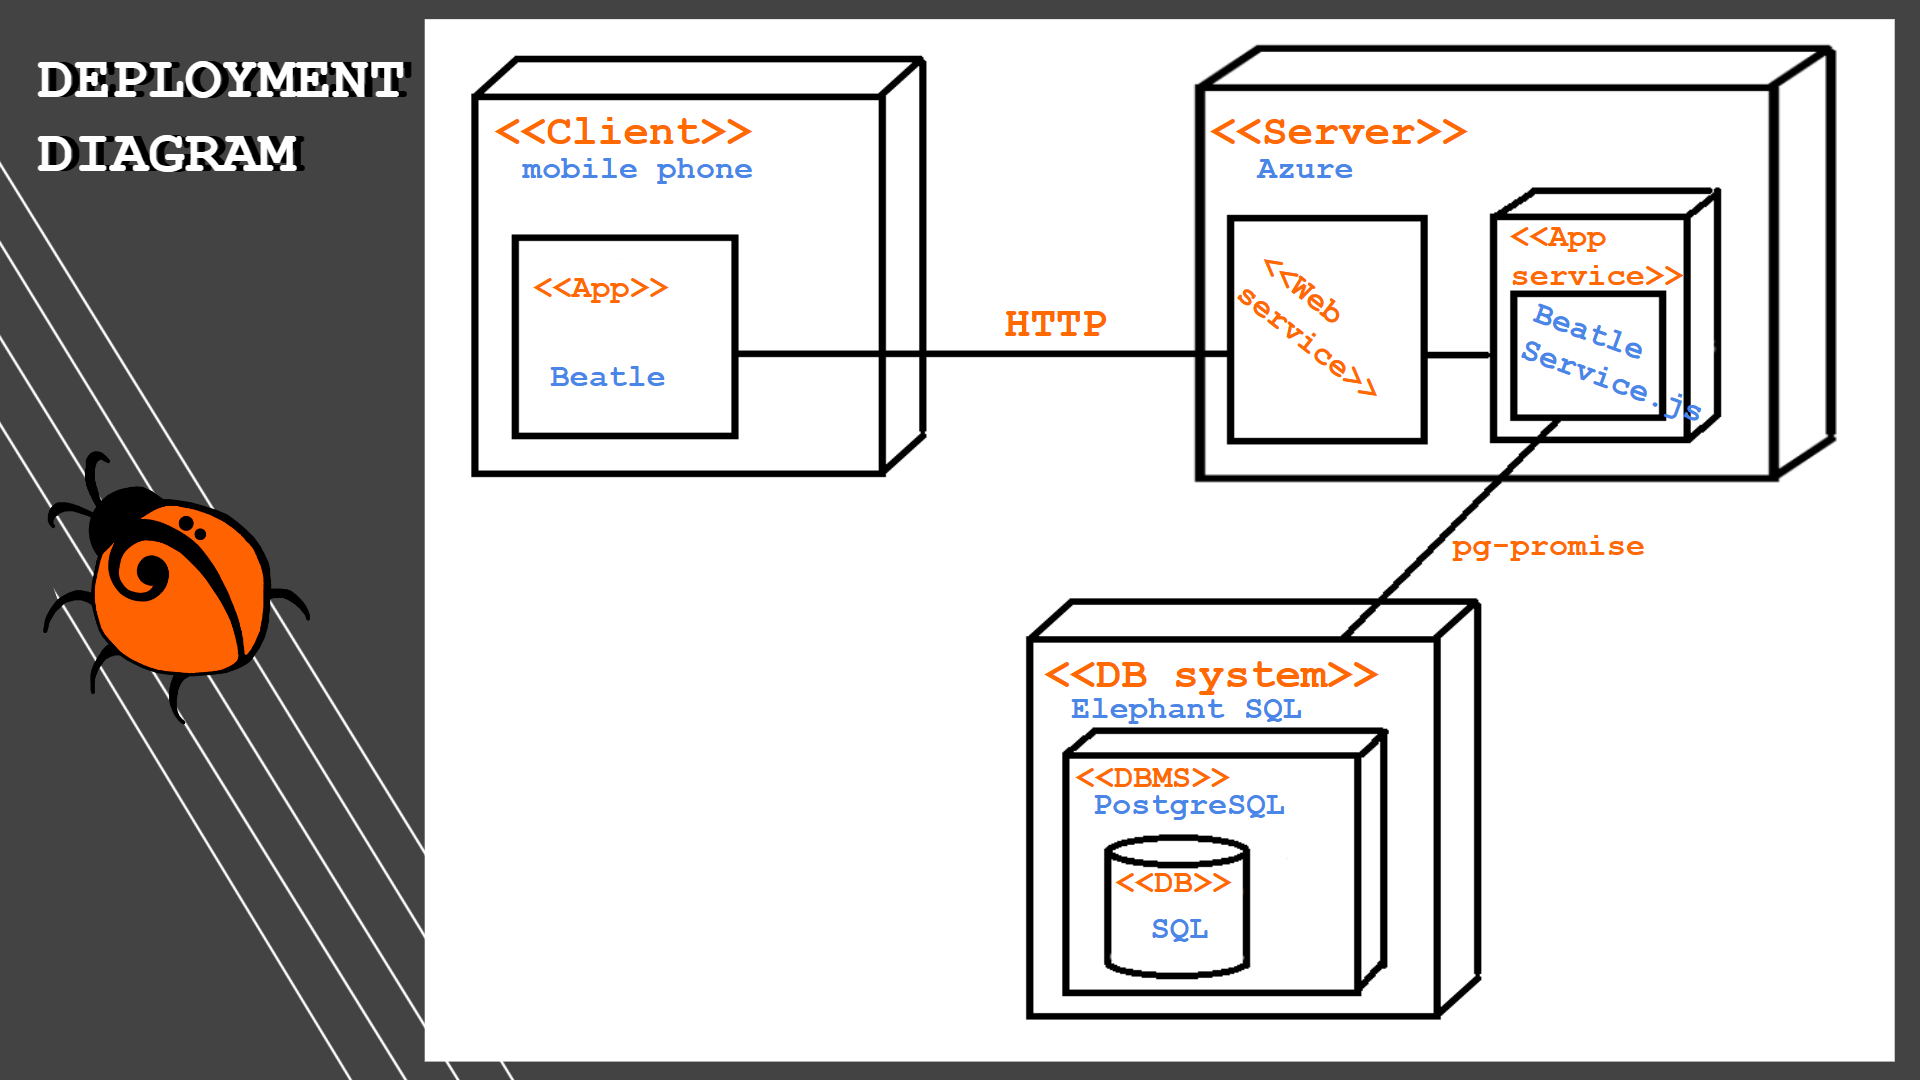 DEPLOYMENT
DIAGRAM
<<Client>>
mobile phone
<<App>>
Beatle
HTTP
<<Server>>
Azure
<<Web
service>>
<<App
service>>
Beatle
Service.js
pg-promise
<<DB system>>
Elephant SQL
<<DBMS>>
PostgreSQL
<<DB>>
SQL